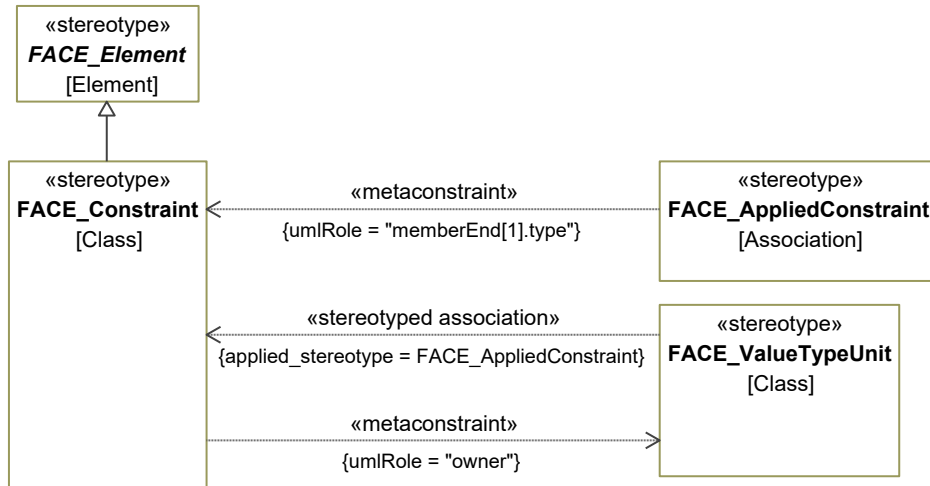 «stereotype»
FACE_Element
[Element]
«stereotype»
FACE_Constraint
[Class]
«metaconstraint»
{umlRole = "memberEnd[1].type"}
«stereotype»
FACE_AppliedConstraint
[Association]
«stereotyped association»
{applied_stereotype = FACE_AppliedConstraint}
«stereotype»
FACE_ValueTypeUnit
[Class]
«metaconstraint»
{umlRole = "owner"}